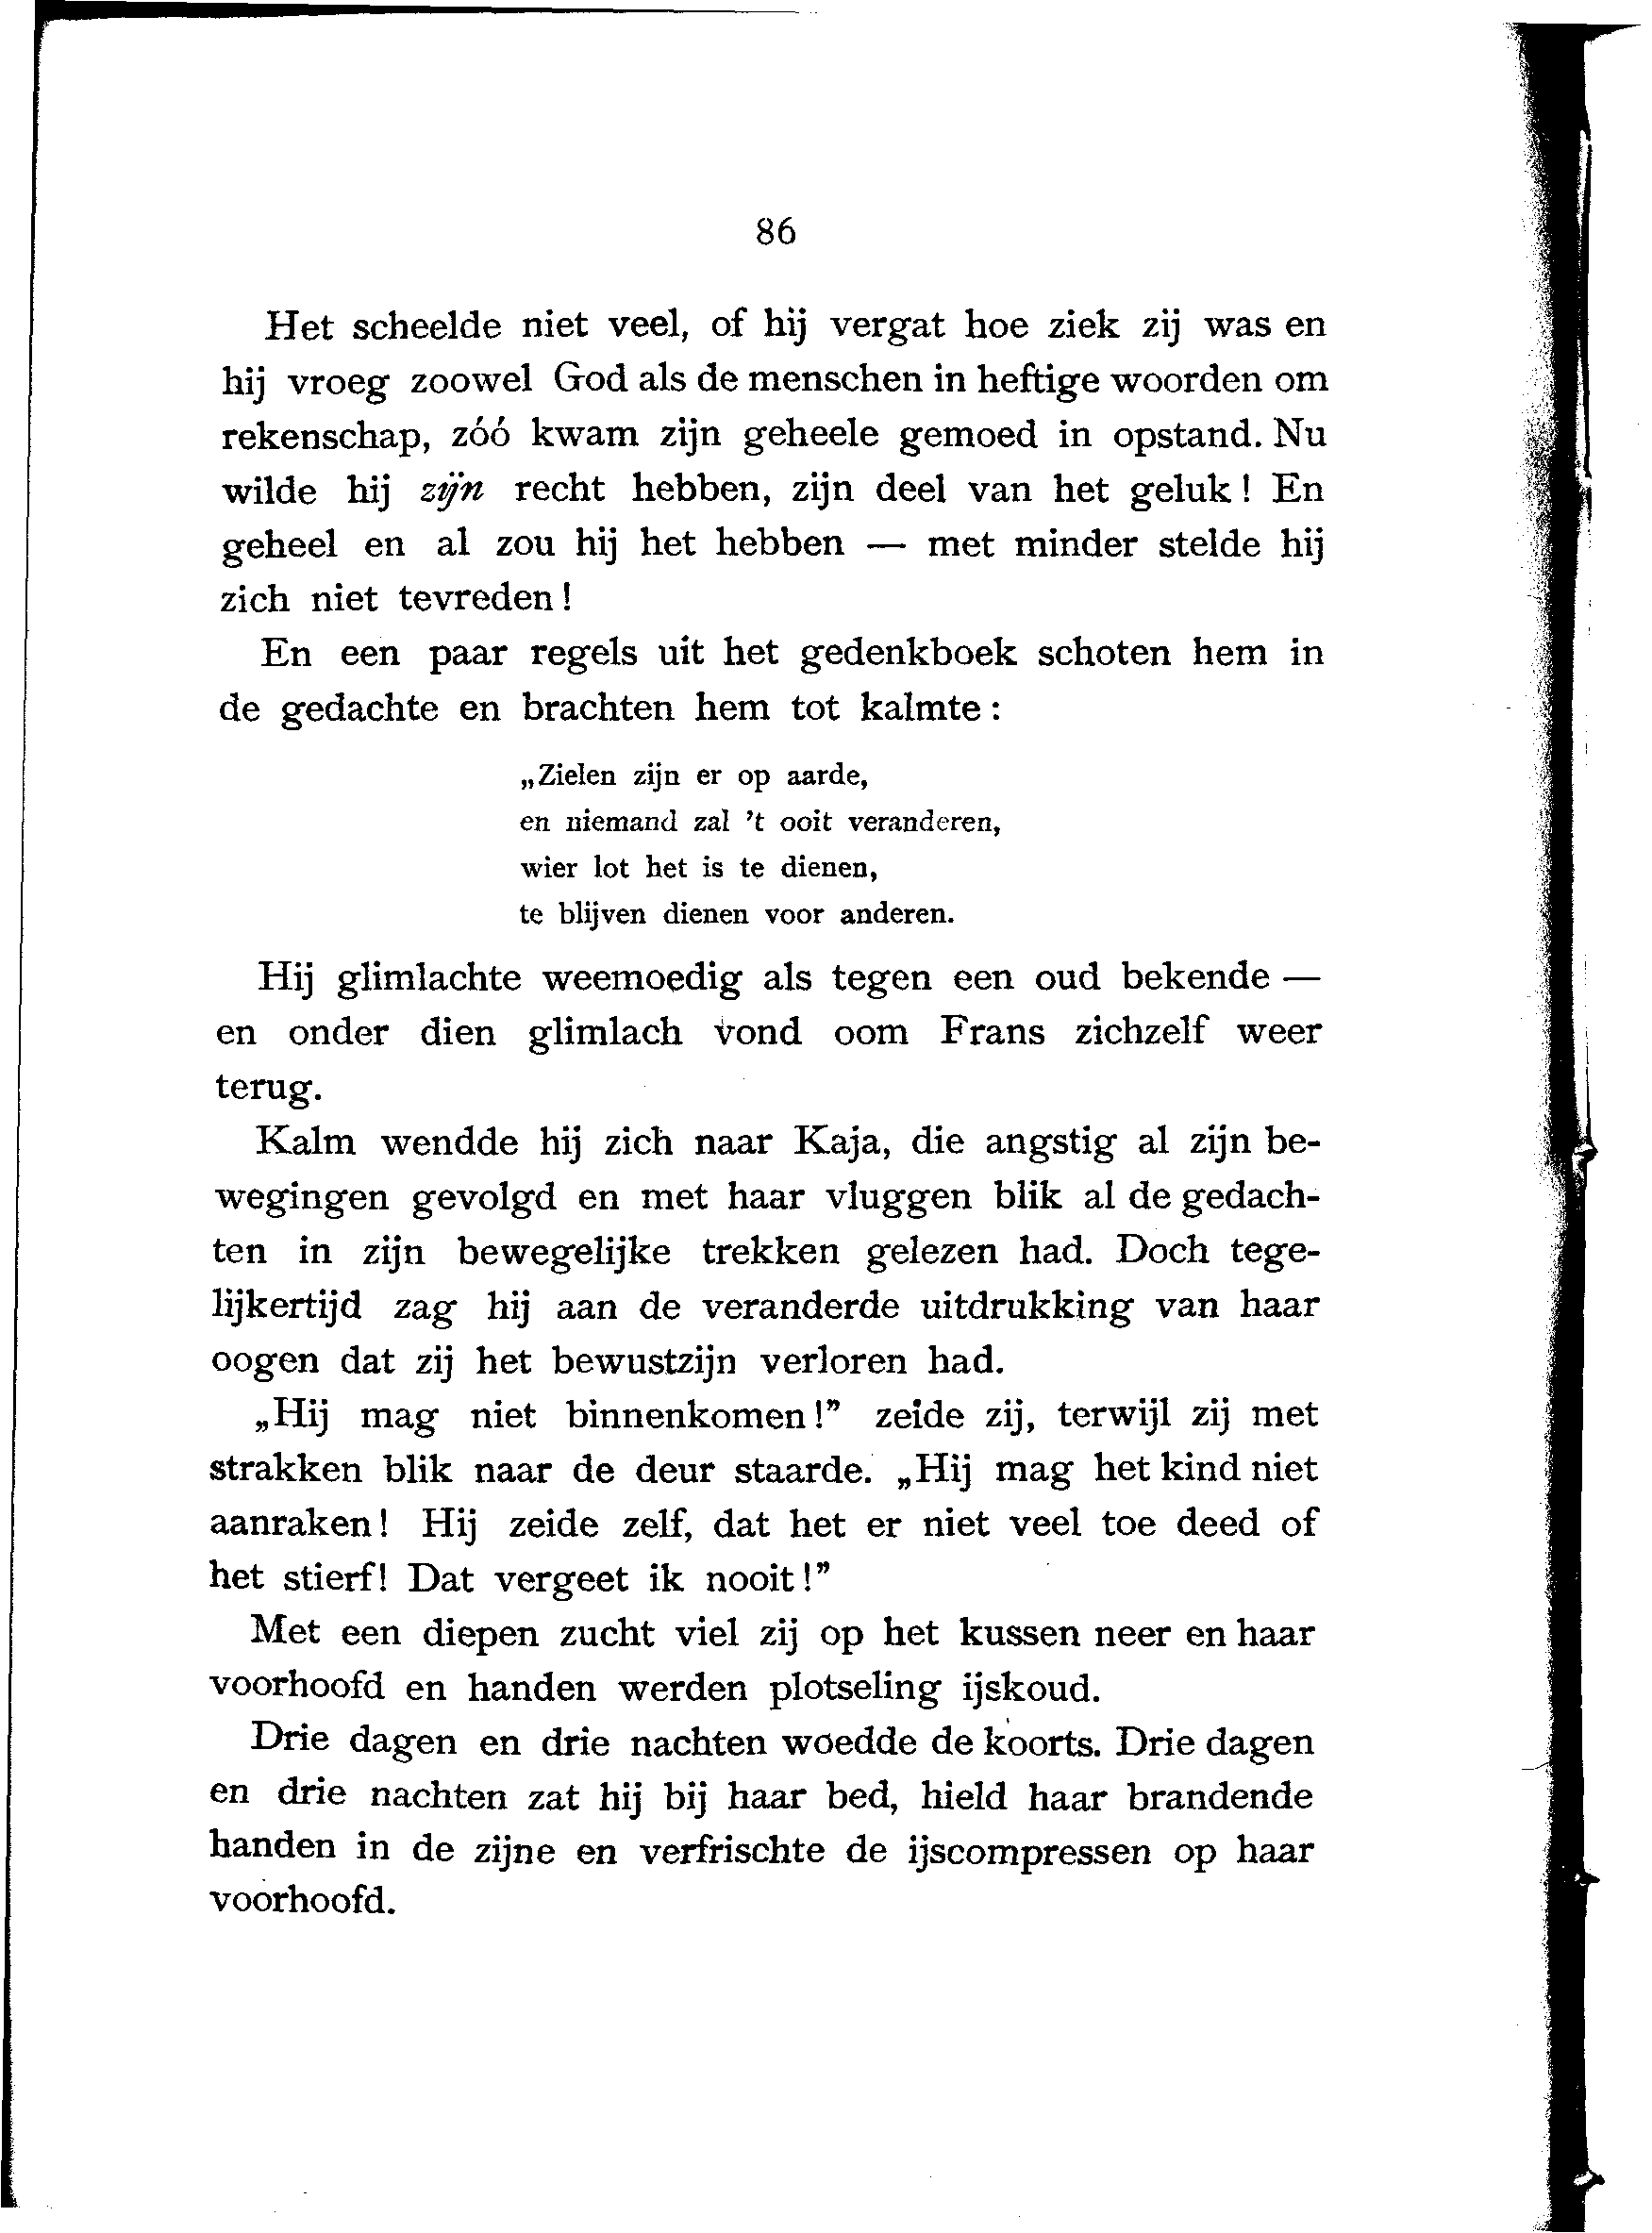 86
Het scheelde niet veel, of hij vergat hoe ziek zij was en
hij vroeg zoowel God als de menschen in heftige woorden om
rekenschap, zóó kwam zijn geheele gemoed in opstand. Nu
wilde hij zijn recht hebben, zijn deel van het geluk! En
geheel en al zou hij het hebben — met minder stelde hij
zich niet tevreden!
En een paar regels uit het gedenkboek schoten hem in
de gedachte en brachten hem tot kalmte:
„Zielen zijn er op aarde,
en niemand zal 't ooit veranderen,
wier lot het is te dienen,
te blijven dienen voor anderen.
Hij glimlachte weemoedig als tegen een oud bekende —
en onder dien glimlach vond oom Frans zichzelf weer
terug.
Kalm wendde hij zich naar Kaja, die angstig al zijn be-
wegingen gevolgd en met haar vluggen blik al de gedach-
ten in zijn bewegelijke trekken gelezen had. Doch tege-
lijkertijd zag hij aan de veranderde uitdrukking van haar
oogen dat zij het bewustzijn verloren had.
„Hij mag niet binnenkomen!” zeide zij, terwijl zij met
strakken blik naar de deur staarde. „Hij mag het kind niet
aanraken! Hij zeide zelf, dat het er niet veel toe deed of
het stierf! Dat vergeet ik nooit!”
Met een diepen zucht viel zij op het kussen neer en haar
voorhoofd en handen werden plotseling ijskoud.
Drie dagen en drie nachten woedde de koorts. Drie dagen
en drie nachten zat hij bij haar bed, hield haar brandende
handen in de zijne en verfrischte de ijscompressen op haar
voorhoofd.